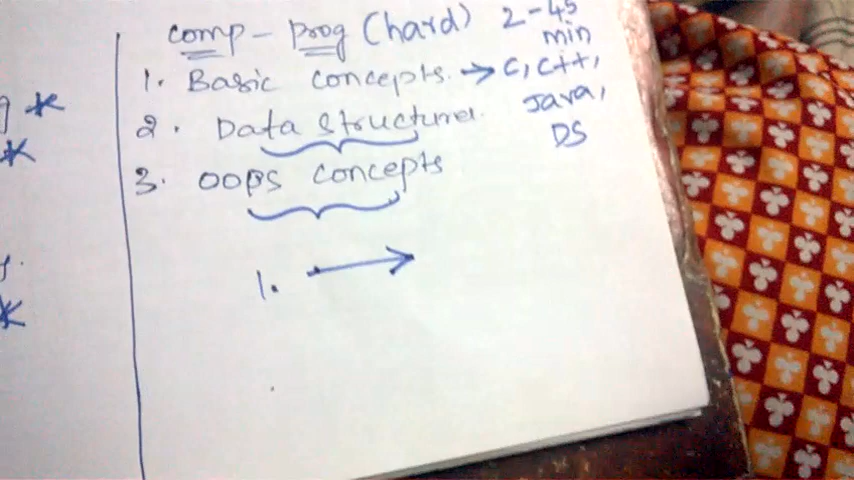 comp - prog (hard) 2-45 min
1. Basic concepts. → C, C++, Java, DS
2. Data structure.
3. OOPS concepts
1. →